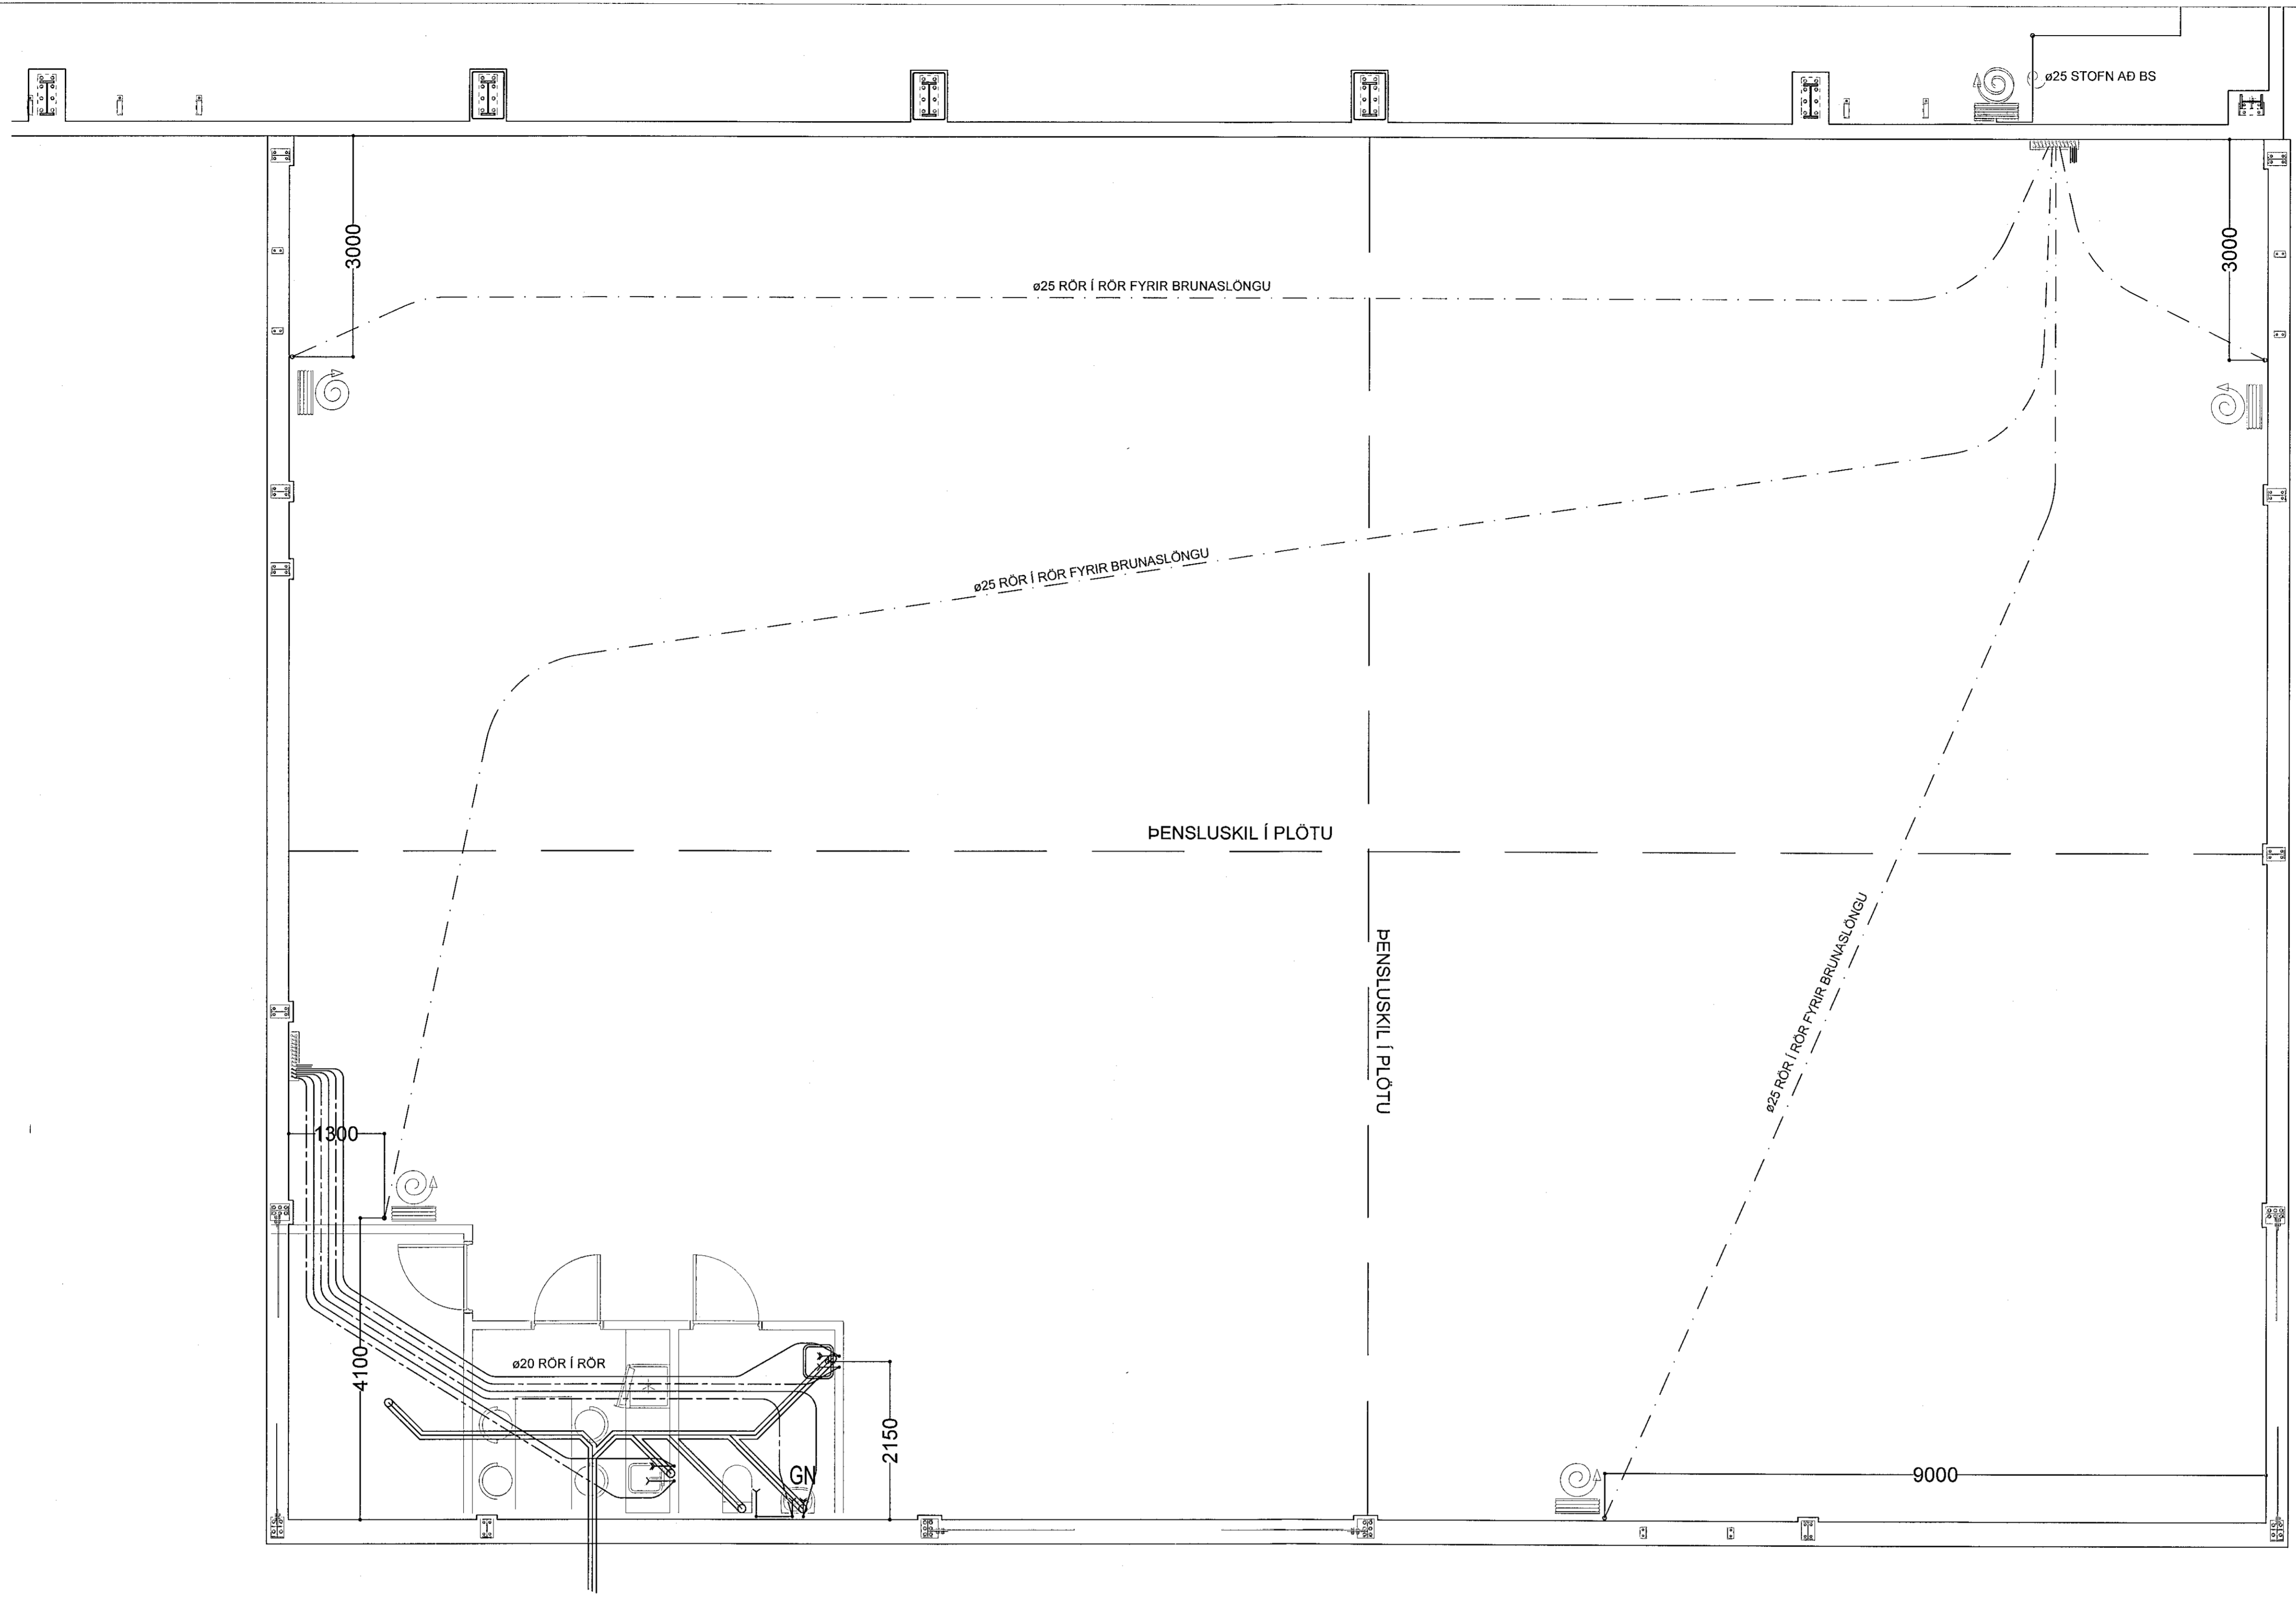 ø25 STOFN AÐ BS
3000
3000
ø25 RÖR Í RÖR FYRIR BRUNASLÖNGU
ø25 RÖR Í RÖR FYRIR BRUNASLÖNGU
ÞENSLUSKIL Í PLÖTU
ÞENSLUSKIL Í PLÖTU
ø25 RÖR Í RÖR FYRIR BRUNASLÖNGU
1300
4100
ø20 RÖR Í RÖR
2150
GN
9000